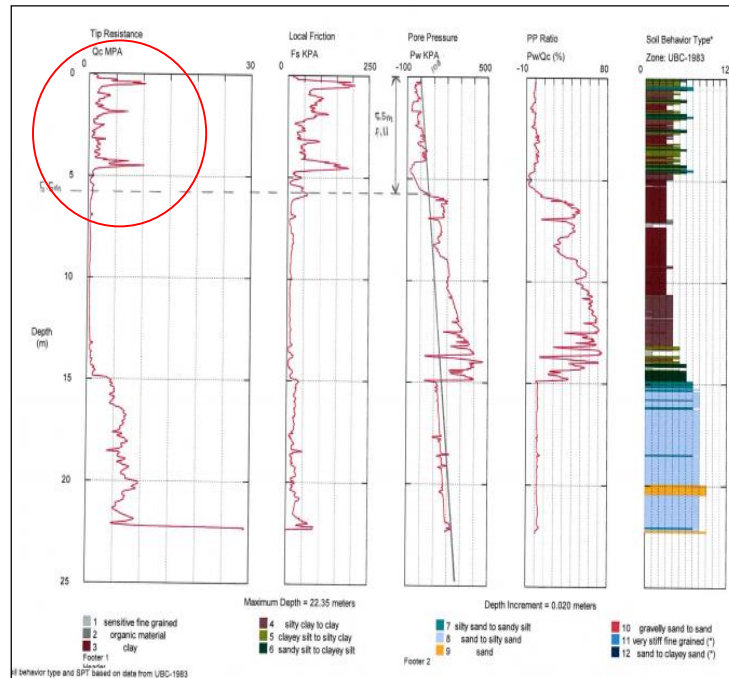 Tip Resistance
Qc MPA
Local Friction
Fs KPA
Pore Pressure
Pw KPA
PP Ratio
Pw/Qc (%)
Soil Behavior Type*
Zone: UBC-1983
0 30 0 250 -100 500 -10 80 0 12
0
5
10
Depth
(m)
15
20
25
Maximum Depth = 22.35 meters
Depth Increment = 0.020 meters
1 sensitive fine grained
2 organic material
3 clay
4 silty clay to clay
5 clayey silt to silty clay
6 sandy silt to clayey silt
7 silty sand to sandy silt
8 sand to silty sand
9 sand
10 gravelly sand to sand
11 very stiff fine grained (*)
12 sand to clayey sand (*)
Footer 1
Footer 2
il behavior type and SPT based on data from UBC-1983